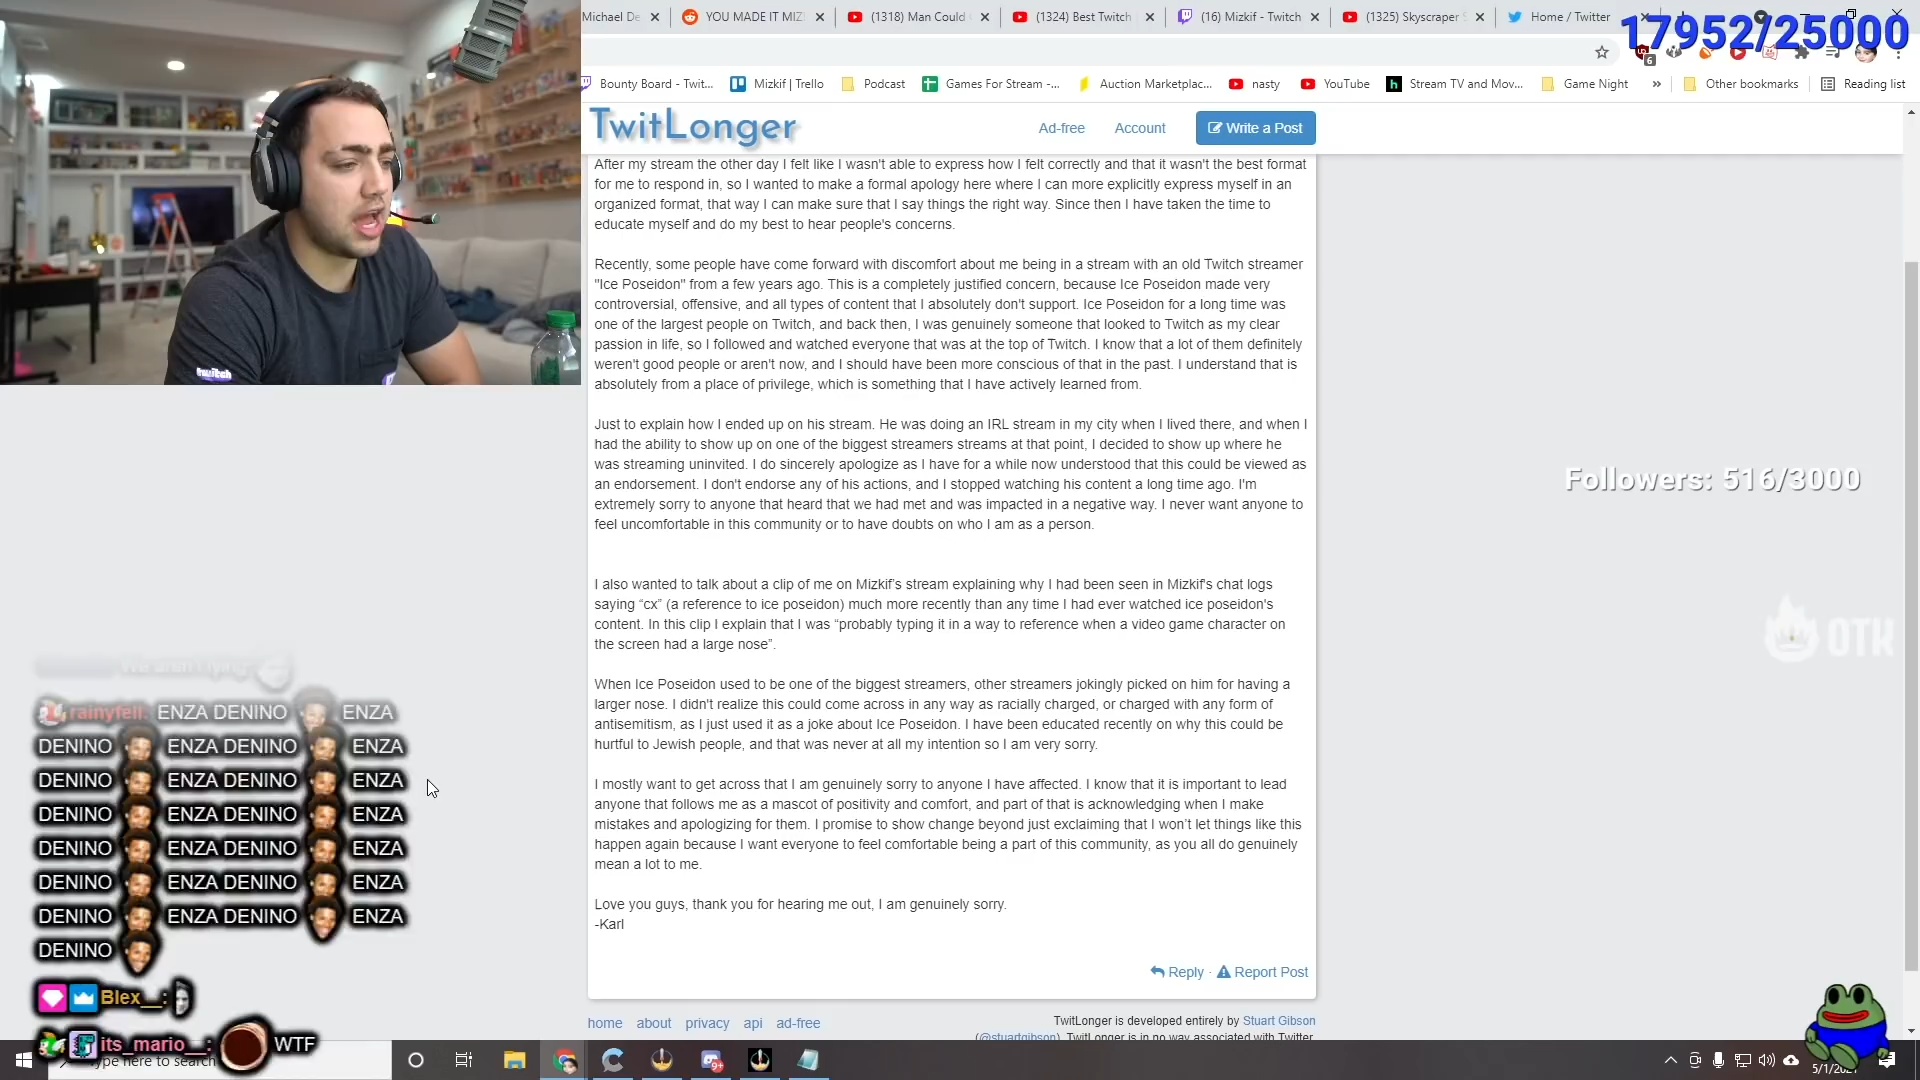 Michael De
YOU MADE IT MIZ
(1318) Man Could
(1324) Best Twitch
(16) Mizkif - Twitch
(1325) Skyscraper
Home / Twitter
17952/25000
6
Bounty Board - Twit...
Mizkif | Trello
Podcast
Games For Stream -...
Auction Marketplac...
nasty
YouTube
Stream TV and Mov...
Game Night
»
Other bookmarks
Reading list
TwitLonger
Ad-free
Account
Write a Post
After my stream the other day I felt like I wasn't able to express how I felt correctly and that it wasn't the best format
for me to respond in, so I wanted to make a formal apology here where I can more explicitly express myself in an
organized format, that way I can make sure that I say things the right way. Since then I have taken the time to
educate myself and do my best to hear people's concerns.
Recently, some people have come forward with discomfort about me being in a stream with an old Twitch streamer
"Ice Poseidon" from a few years ago. This is a completely justified concern, because Ice Poseidon made very
controversial, offensive, and all types of content that I absolutely don't support. Ice Poseidon for a long time was
one of the largest people on Twitch, and back then, I was genuinely someone that looked to Twitch as my clear
passion in life, so I followed and watched everyone that was at the top of Twitch. I know that a lot of them definitely
weren't good people or aren't now, and I should have been more conscious of that in the past. I understand that is
absolutely from a place of privilege, which is something that I have actively learned from.
Just to explain how I ended up on his stream. He was doing an IRL stream in my city when I lived there, and when I
had the ability to show up on one of the biggest streamers streams at that point, I decided to show up where he
was streaming uninvited. I do sincerely apologize as I have for a while now understood that this could be viewed as
an endorsement. I don't endorse any of his actions, and I stopped watching his content a long time ago. I'm
extremely sorry to anyone that heard that we had met and was impacted in a negative way. I never want anyone to
feel uncomfortable in this community or to have doubts on who I am as a person.
I also wanted to talk about a clip of me on Mizkif's stream explaining why I had been seen in Mizkif's chat logs
saying “cx” (a reference to ice poseidon) much more recently than any time I had ever watched ice poseidon's
content. In this clip I explain that I was “probably typing it in a way to reference when a video game character on
the screen had a large nose”.
When Ice Poseidon used to be one of the biggest streamers, other streamers jokingly picked on him for having a
larger nose. I didn't realize this could come across in any way as racially charged, or charged with any form of
antisemitism, as I just used it as a joke about Ice Poseidon. I have been educated recently on why this could be
hurtful to Jewish people, and that was never at all my intention so I am very sorry.
I mostly want to get across that I am genuinely sorry to anyone I have affected. I know that it is important to lead
anyone that follows me as a mascot of positivity and comfort, and part of that is acknowledging when I make
mistakes and apologizing for them. I promise to show change beyond just exclaiming that I won’t let things like this
happen again because I want everyone to feel comfortable being a part of this community, as you all do genuinely
mean a lot to me.
Love you guys, thank you for hearing me out, I am genuinely sorry.
-Karl
Reply · Report Post
home about privacy api ad-free
TwitLonger is developed entirely by Stuart Gibson
(@stuartgibson). TwitLonger is in no way associated with Twitter.
Followers: 516/3000
OTK
twitch
rainyfell: ENZA DENINO ENZA
DENINO ENZA DENINO ENZA
DENINO ENZA DENINO ENZA
DENINO ENZA DENINO ENZA
DENINO ENZA DENINO ENZA
DENINO ENZA DENINO ENZA
DENINO ENZA DENINO ENZA
DENINO
Blex__:
its_mario__: WTF
Type here to search
9+